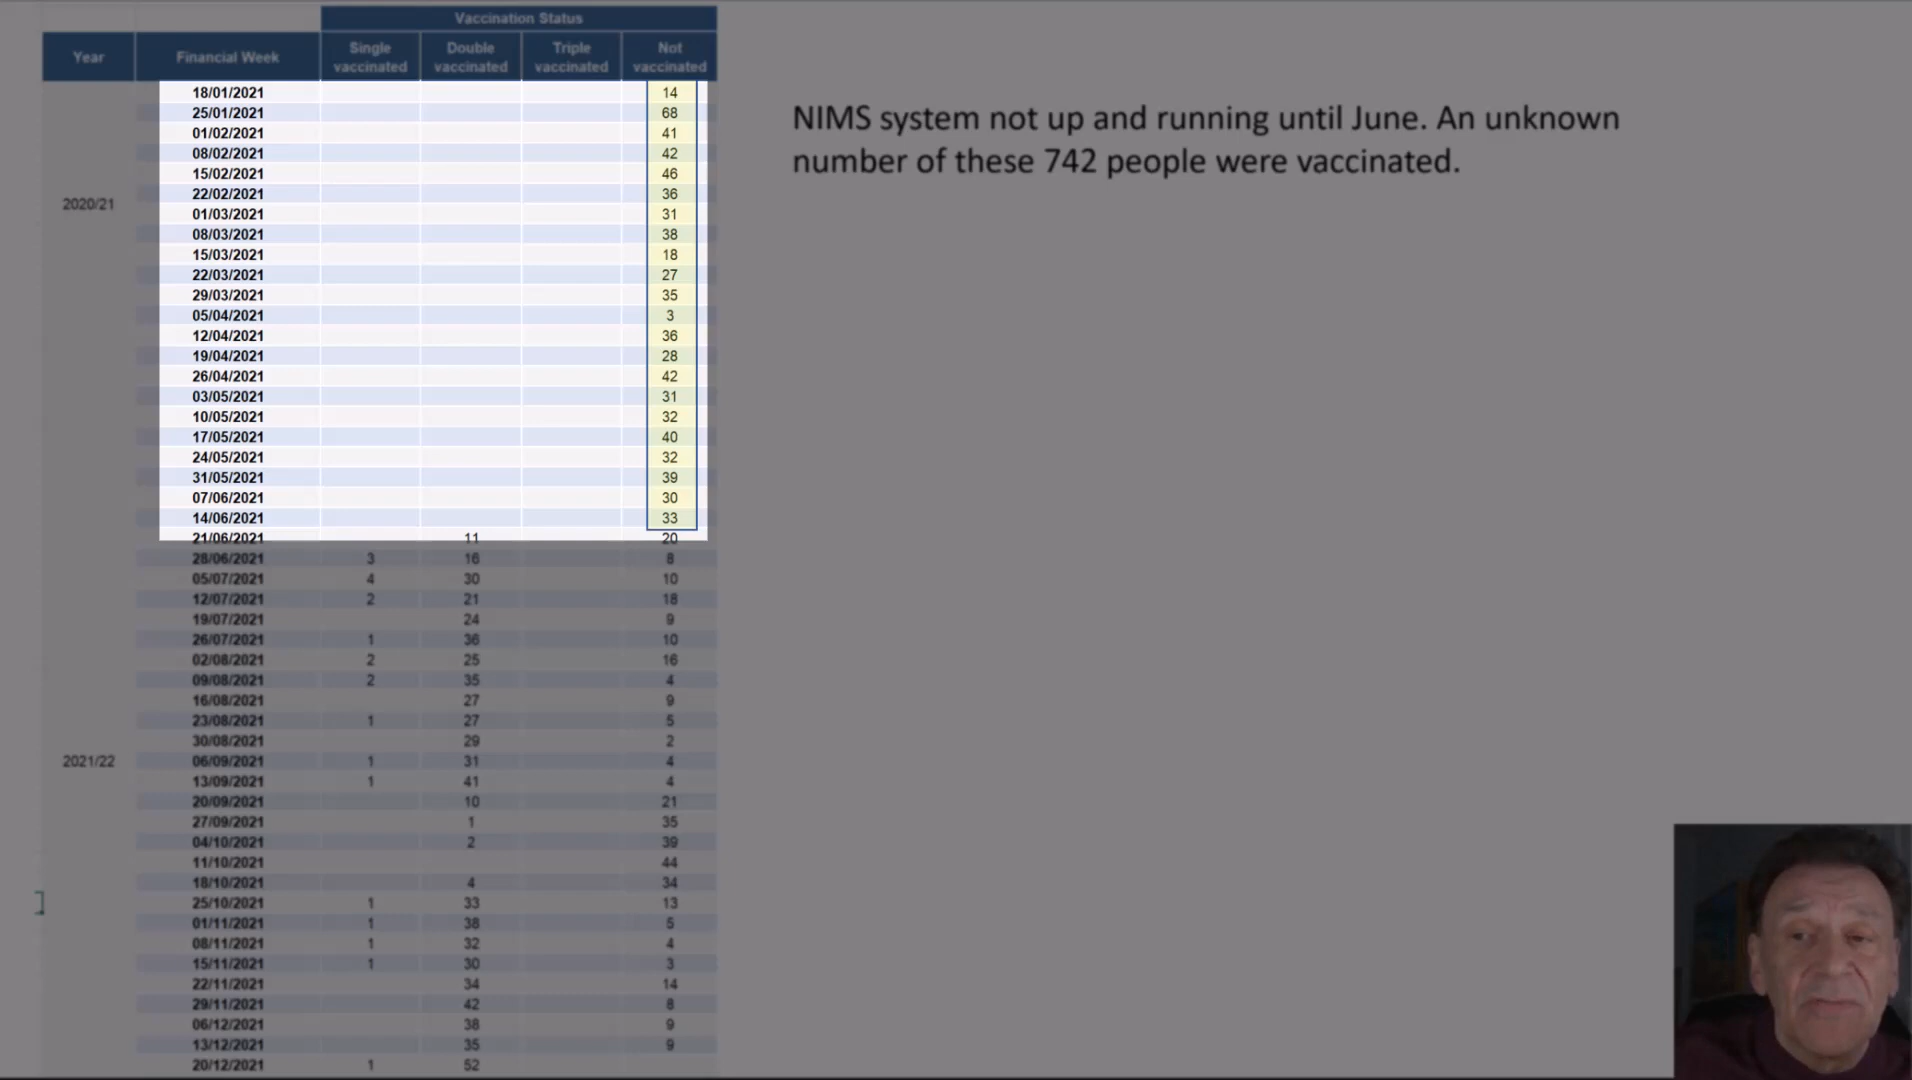 Vaccination Status
Year Financial Week Single vaccinated Double vaccinated Triple vaccinated Not vaccinated
18/01/2021 14
25/01/2021 68
01/02/2021 41
08/02/2021 42
15/02/2021 46
22/02/2021 36
2020/21
01/03/2021 31
08/03/2021 38
15/03/2021 18
22/03/2021 27
29/03/2021 35
05/04/2021 3
12/04/2021 36
19/04/2021 28
26/04/2021 42
03/05/2021 31
10/05/2021 32
17/05/2021 40
24/05/2021 32
31/05/2021 39
07/06/2021 30
14/06/2021 33
21/06/2021 11 20
28/06/2021 3 16 8
05/07/2021 4 30 10
12/07/2021 2 21 18
19/07/2021 24 9
26/07/2021 1 36 10
02/08/2021 2 25 16
09/08/2021 2 35 4
16/08/2021 27 9
23/08/2021 1 27 5
30/08/2021 29 2
2021/22 06/09/2021 1 31 4
13/09/2021 1 41 4
20/09/2021 10 21
27/09/2021 1 35
04/10/2021 2 39
11/10/2021 44
18/10/2021 4 34
25/10/2021 1 33 13
01/11/2021 1 38 5
08/11/2021 1 32 4
15/11/2021 1 30 3
22/11/2021 34 14
29/11/2021 42 8
06/12/2021 38 9
13/12/2021 35 9
20/12/2021 1 52
NIMS system not up and running until June. An unknown
number of these 742 people were vaccinated.